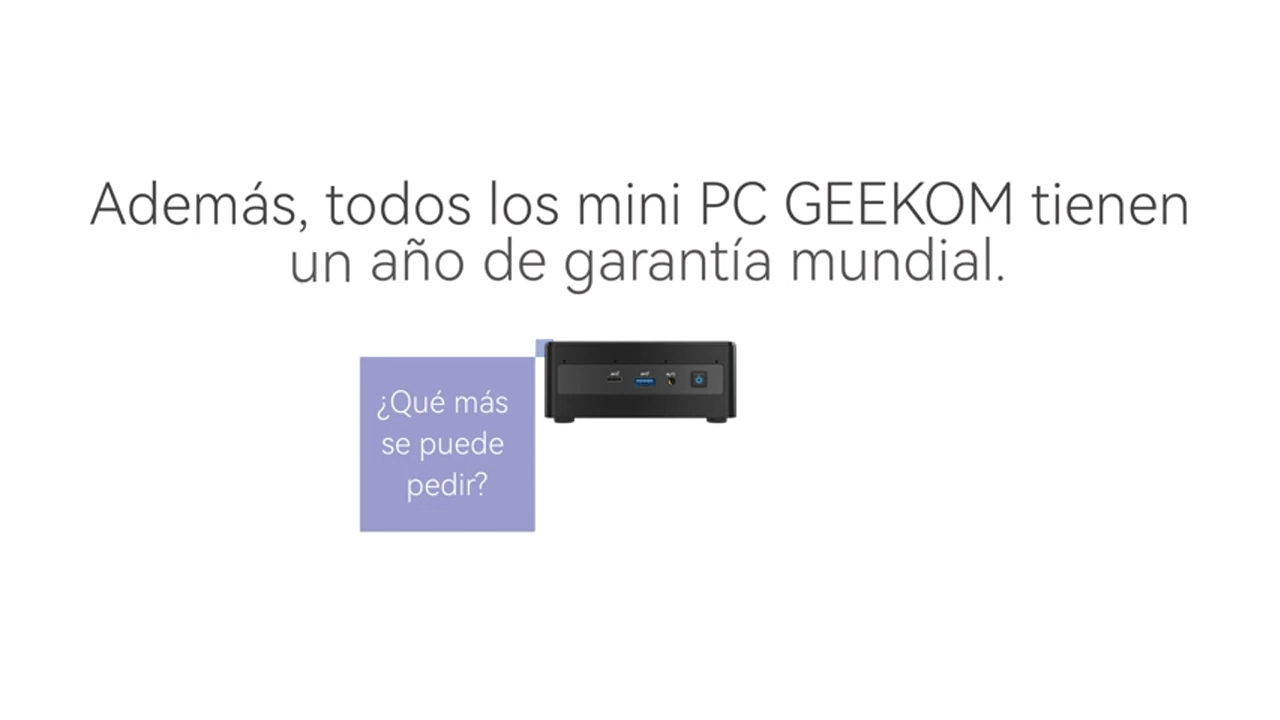 Además, todos los mini PC GEEKOM tienen
un año de garantía mundial.
¿Qué más
se puede
pedir?